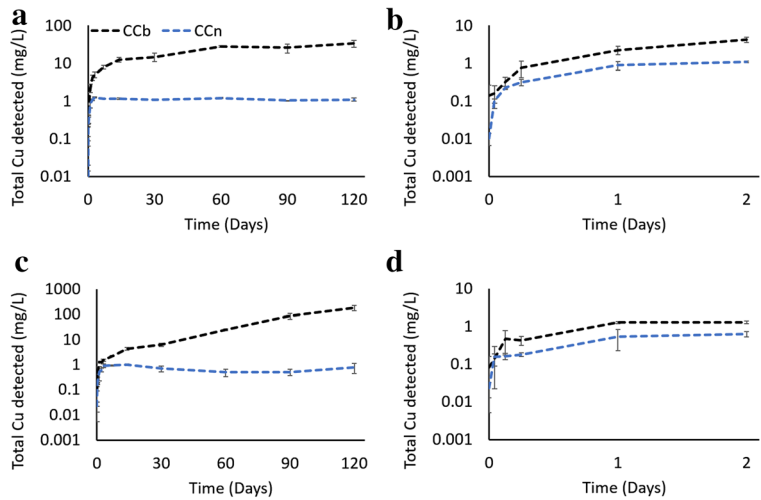 a
CCb CCn
Total Cu detected (mg/L)
100
10
1
0.1
0.01
0 30 60 90 120
Time (Days)
b
Total Cu detected (mg/L)
10
1
0.1
0.01
0.001
0 1 2
Time (Days)
c
Total Cu detected (mg/L)
1000
100
10
1
0.1
0.01
0.001
0 30 60 90 120
Time (Days)
d
Total Cu detected (mg/L)
10
1
0.1
0.01
0.001
0 1 2
Time (Days)